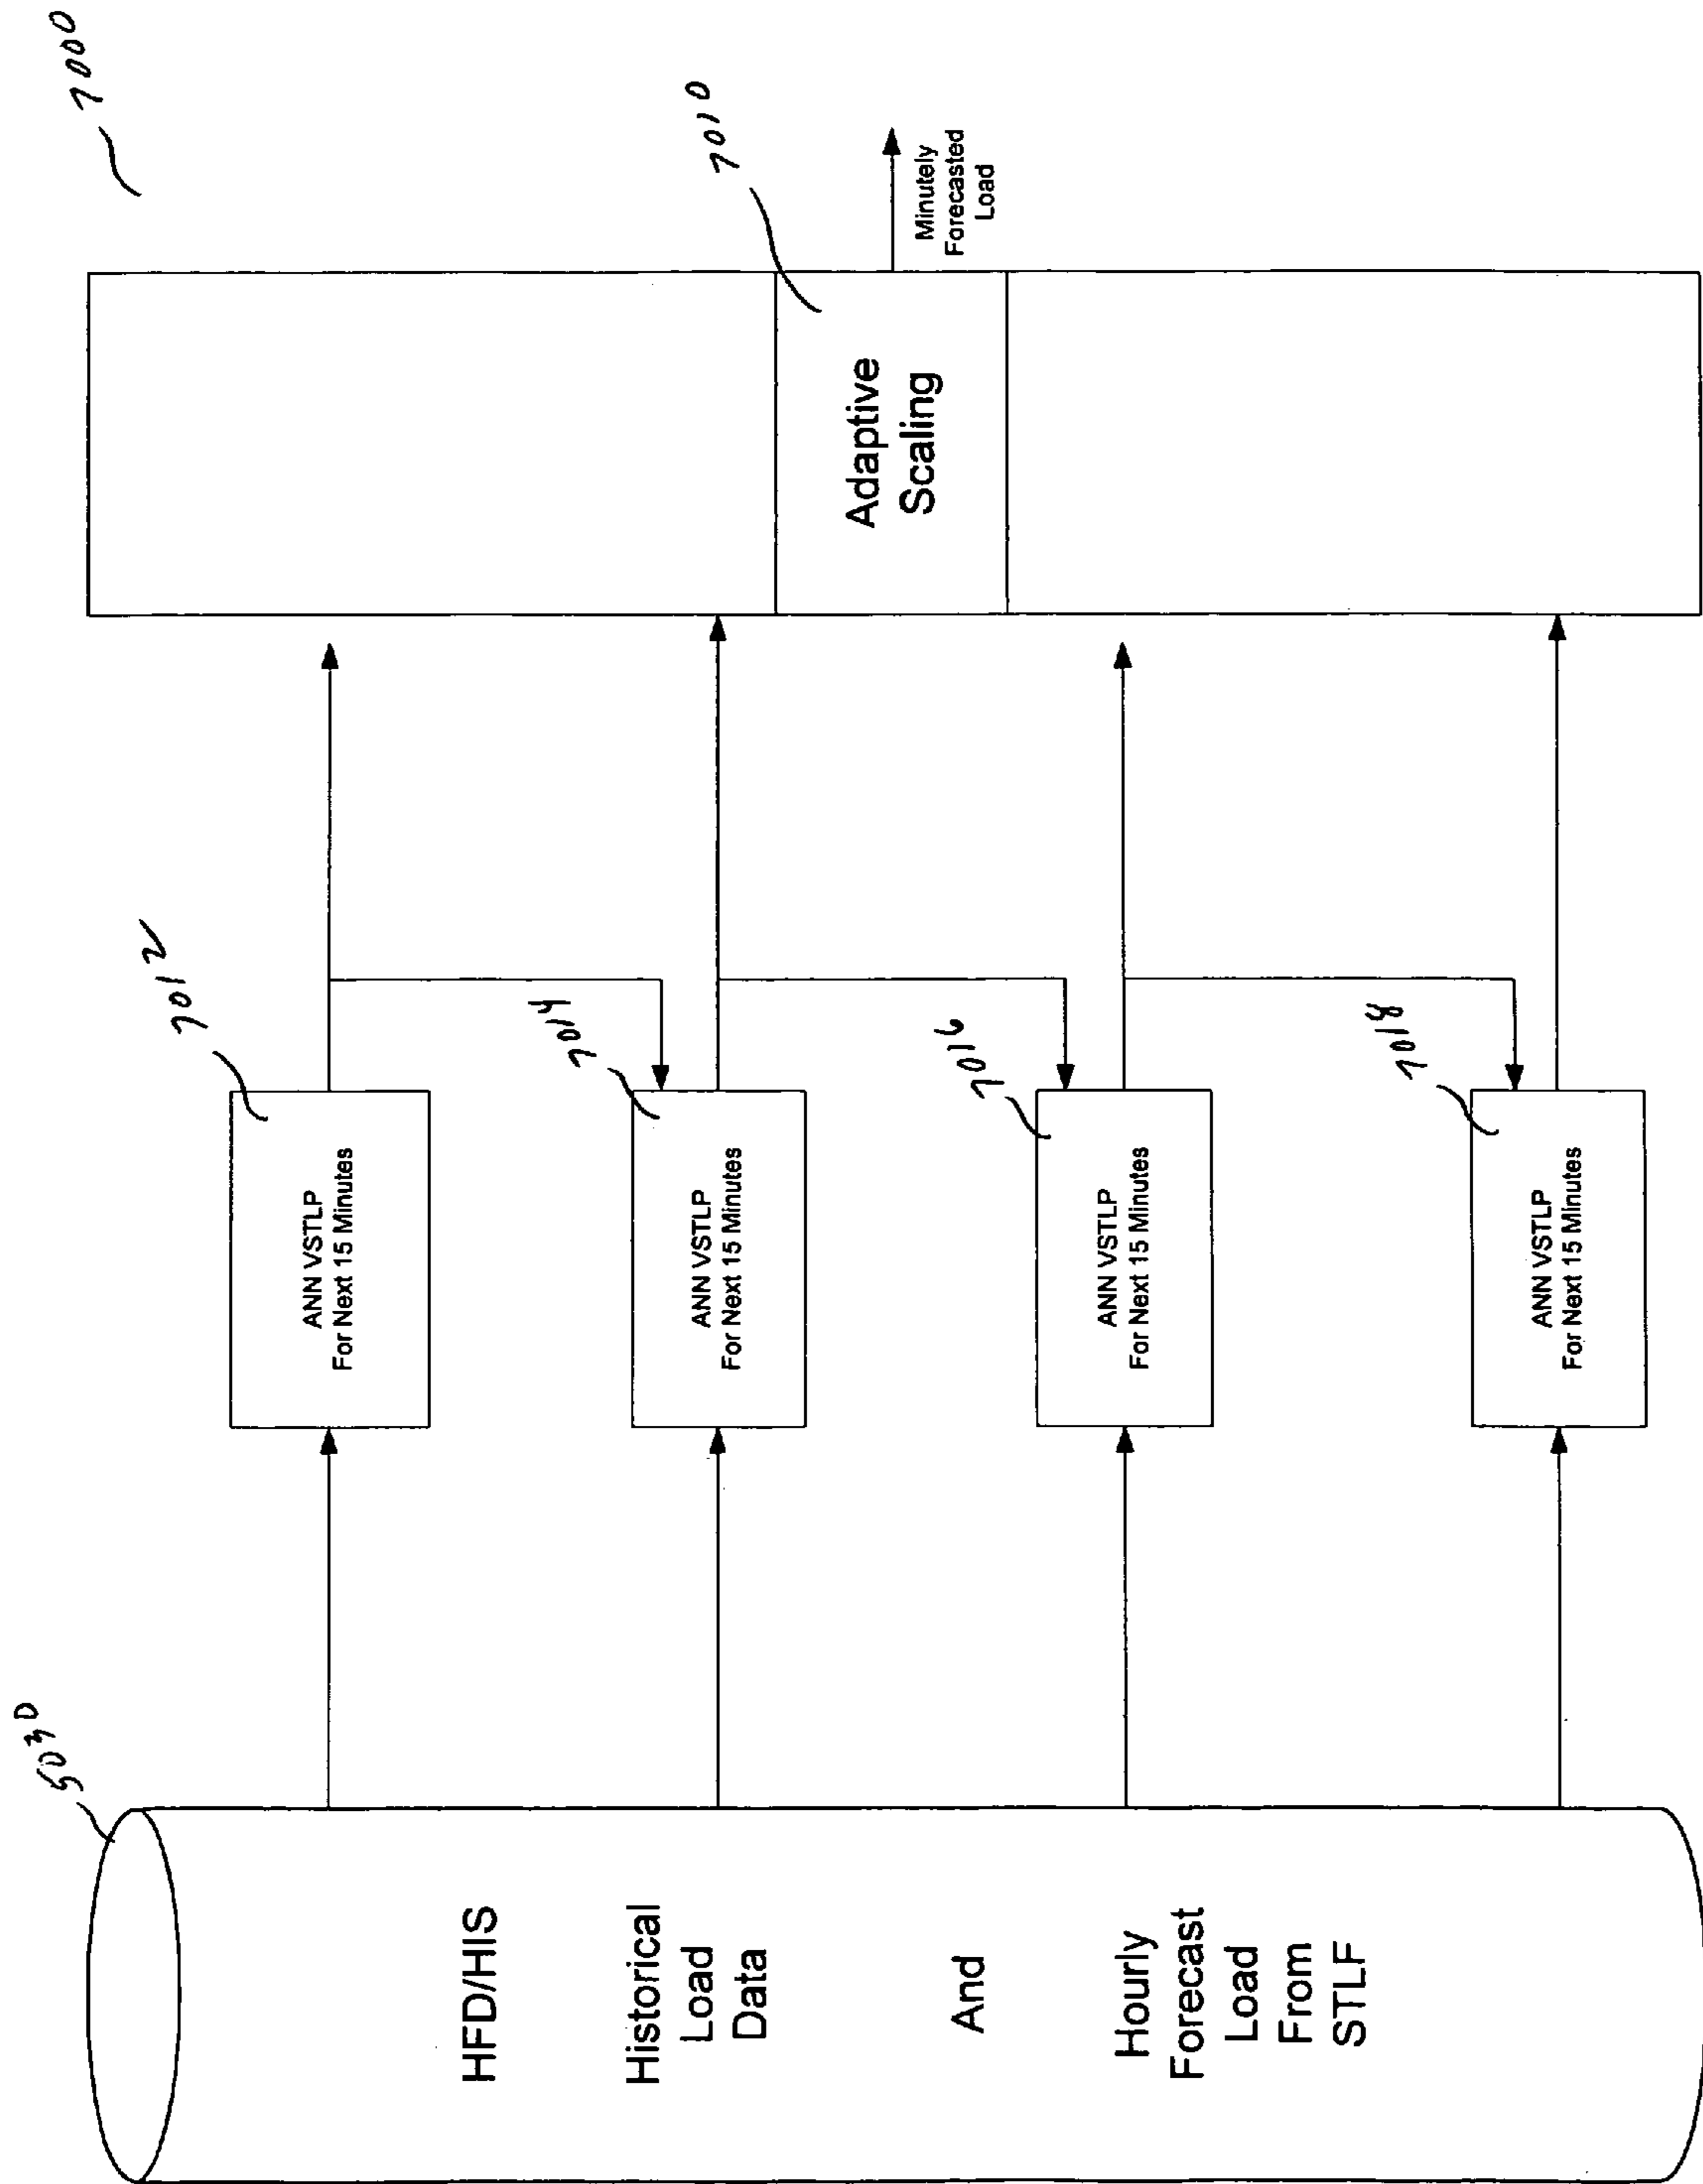 7000
5030
HFD/HIS
Historical
Load
Data
And
Hourly
Forecast
Load
From
STLF
7012
ANN VSTLP
For Next 15 Minutes
7014
ANN VSTLP
For Next 15 Minutes
7016
ANN VSTLP
For Next 15 Minutes
7018
ANN VSTLP
For Next 15 Minutes
7010
Adaptive
Scaling
Minutely
Forecasted
Load